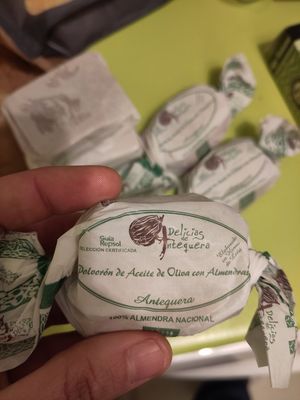 Guía
Repsol
SELECCIÓN CERTIFICADA
Delicias
de
Antequera
Polvorón de Aceite de Oliva con Almendras
Antequera
100% ALMENDRA NACIONAL